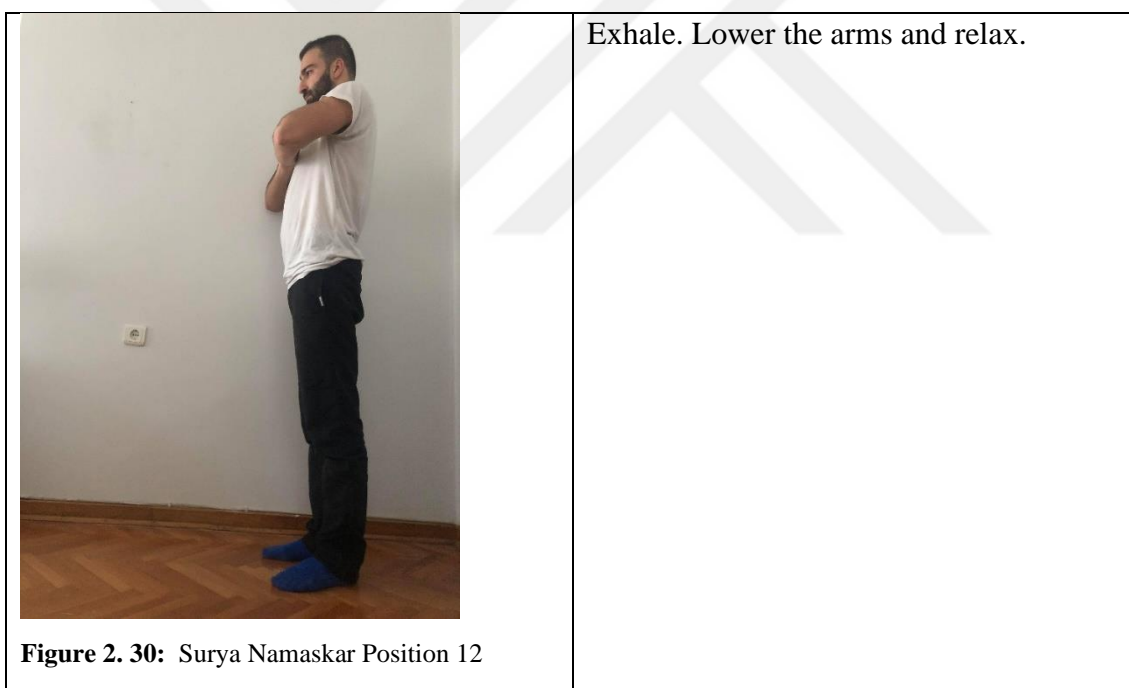 Exhale. Lower the arms and relax.
Figure 2. 30: Surya Namaskar Position 12